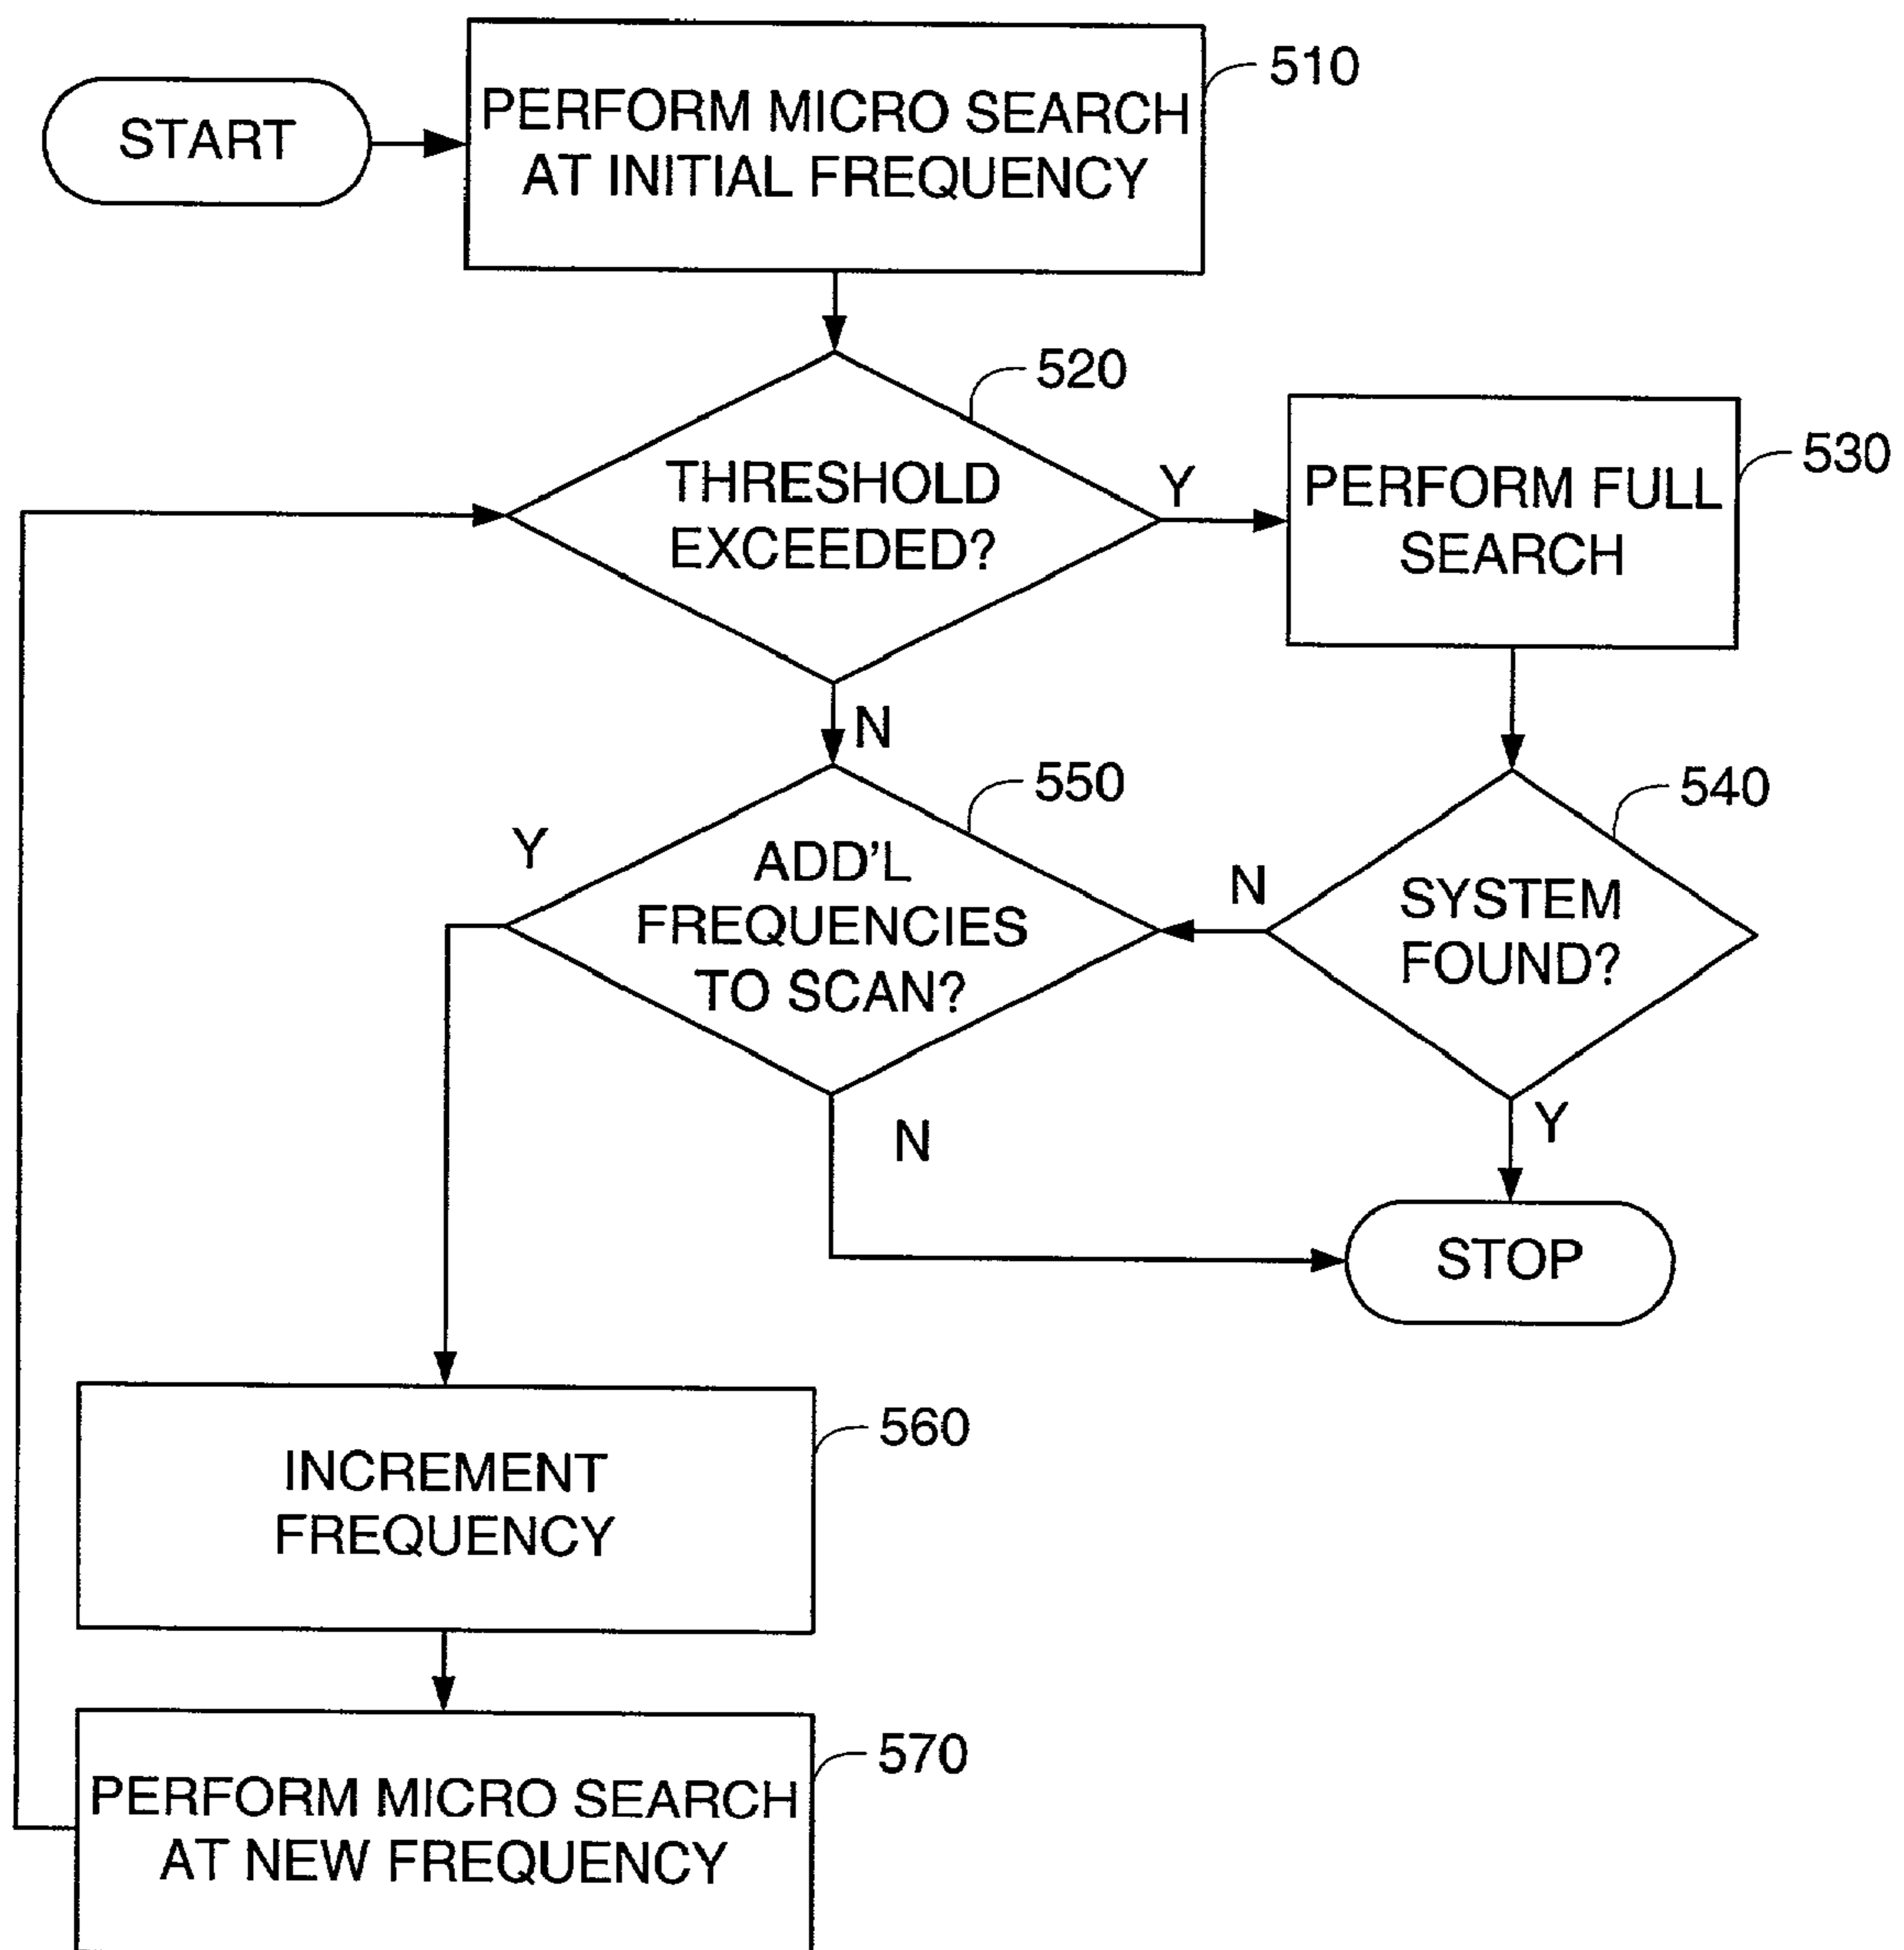 START
PERFORM MICRO SEARCH
AT INITIAL FREQUENCY
510
THRESHOLD
EXCEEDED?
520
Y
N
PERFORM FULL
SEARCH
530
SYSTEM
FOUND?
540
N
Y
ADD'L
FREQUENCIES
TO SCAN?
550
Y
N
STOP
INCREMENT
FREQUENCY
560
PERFORM MICRO SEARCH
AT NEW FREQUENCY
570